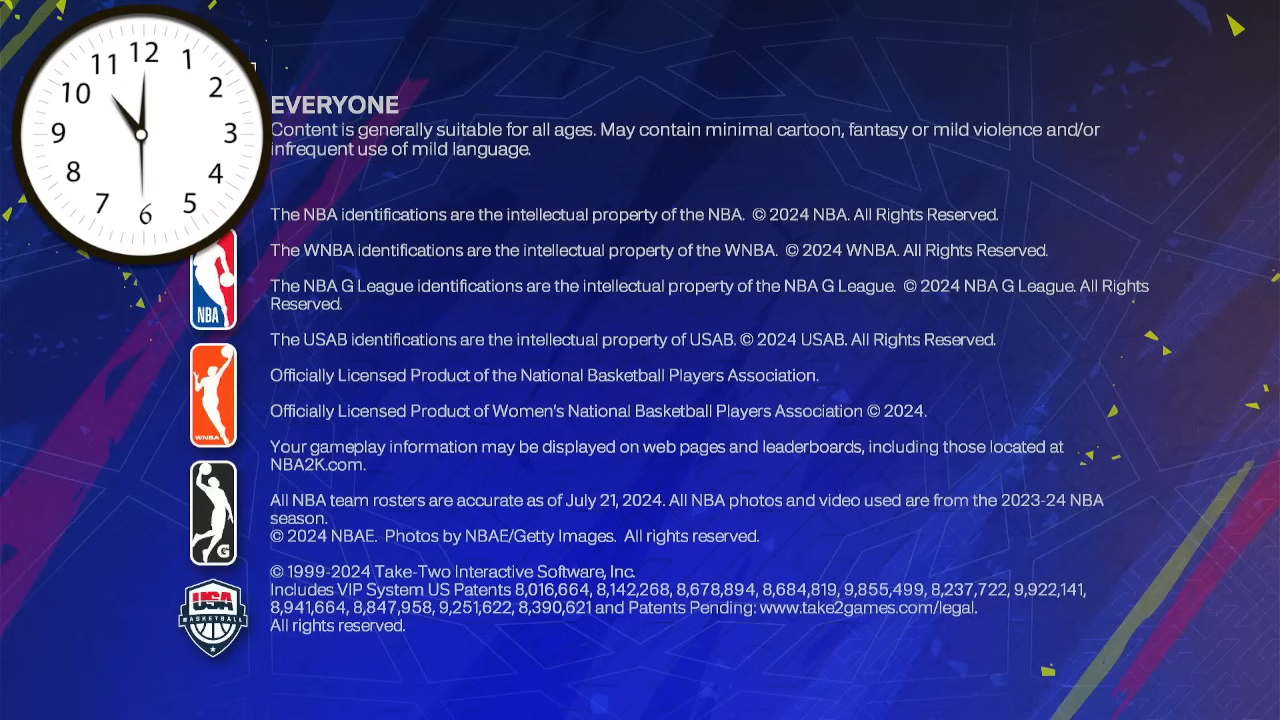 12
11
1
10
2
9
3
8
4
7
5
6
EVERYONE
Content is generally suitable for all ages. May contain minimal cartoon, fantasy or mild violence and/or
infrequent use of mild language.
The NBA identifications are the intellectual property of the NBA. © 2024 NBA. All Rights Reserved.
The WNBA identifications are the intellectual property of the WNBA. © 2024 WNBA. All Rights Reserved.
The NBA G League identifications are the intellectual property of the NBA G League. © 2024 NBA G League. All Rights
Reserved.
NBA
The USAB identifications are the intellectual property of USAB. © 2024 USAB. All Rights Reserved.
Officially Licensed Product of the National Basketball Players Association.
Officially Licensed Product of Women's National Basketball Players Association © 2024.
WNBA
Your gameplay information may be displayed on web pages and leaderboards, including those located at
NBA2K.com.
All NBA team rosters are accurate as of July 21, 2024. All NBA photos and video used are from the 2023-24 NBA
season.
© 2024 NBAE. Photos by NBAE/Getty Images. All rights reserved.
G
© 1999-2024 Take-Two Interactive Software, Inc.
Includes VIP System US Patents 8,016,664, 8,142,268, 8,678,894, 8,684,819, 9,855,499, 8,237,722, 9,922,141,
8,941,664, 8,847,958, 9,251,622, 8,390,621 and Patents Pending: www.take2games.com/legal.
All rights reserved.
USA
BASKETBALL